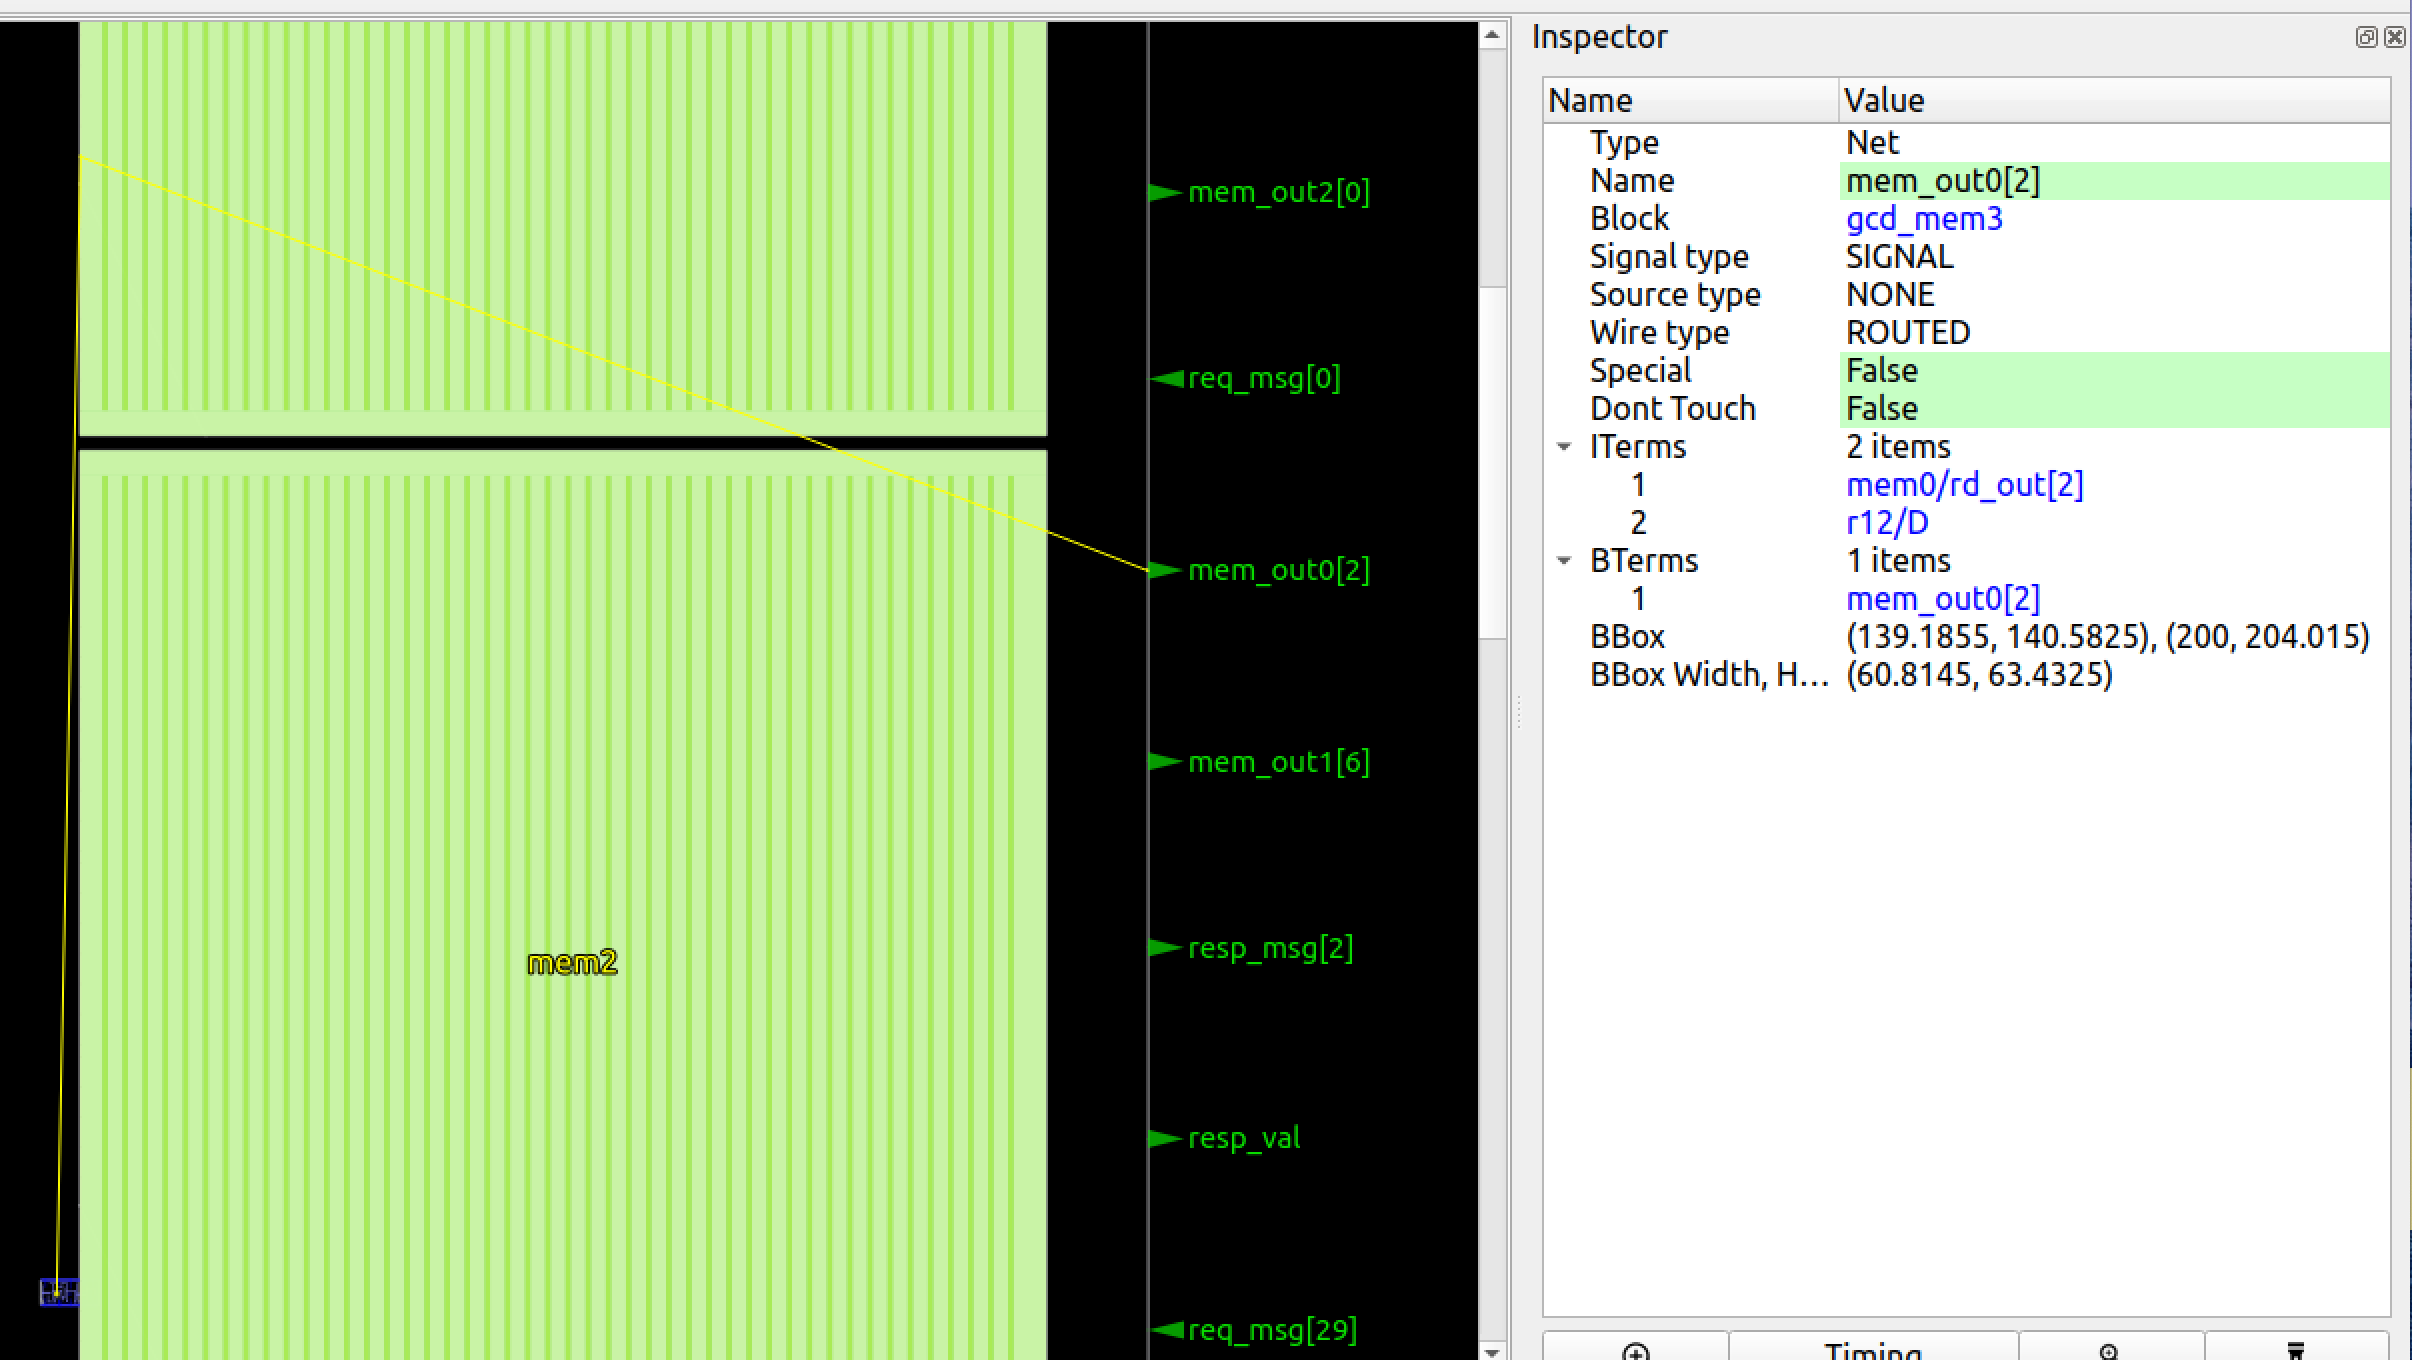 mem_out2[0]
req_msg[0]
mem_out0[2]
mem_out1[6]
resp_msg[2]
mem2
resp_val
req_msg[29]
Inspector
Name Value
Type Net
Name mem_out0[2]
Block gcd_mem3
Signal type SIGNAL
Source type NONE
Wire type ROUTED
Special False
Dont Touch False
ITerms 2 items
1 mem0/rd_out[2]
2 r12/D
BTerms 1 items
1 mem_out0[2]
BBox (139.1855, 140.5825), (200, 204.015)
BBox Width, H... (60.8145, 63.4325)
Timing